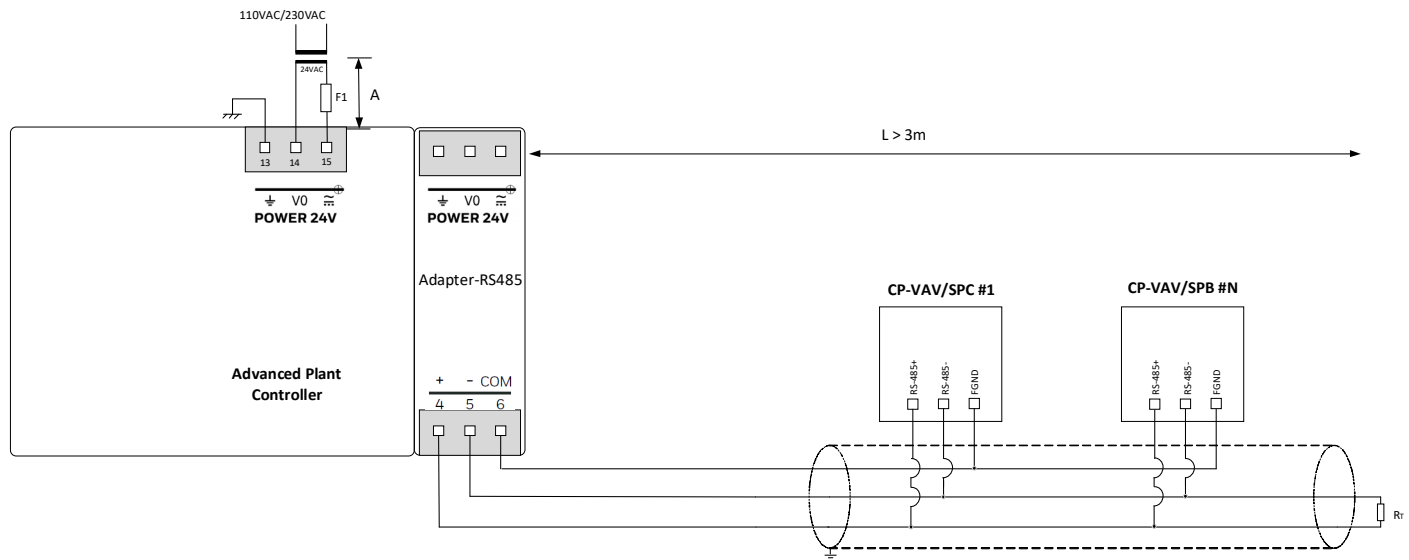 110VAC/230VAC
24VAC
F1
A
13 14 15
V0
POWER 24V
V0
POWER 24V
L > 3m
Adapter-RS485
Advanced Plant
Controller
+ - COM
4 5 6
CP-VAV/SPC #1
RS-485+
RS-485-
FGND
CP-VAV/SPB #N
RS-485+
RS-485-
FGND
RT